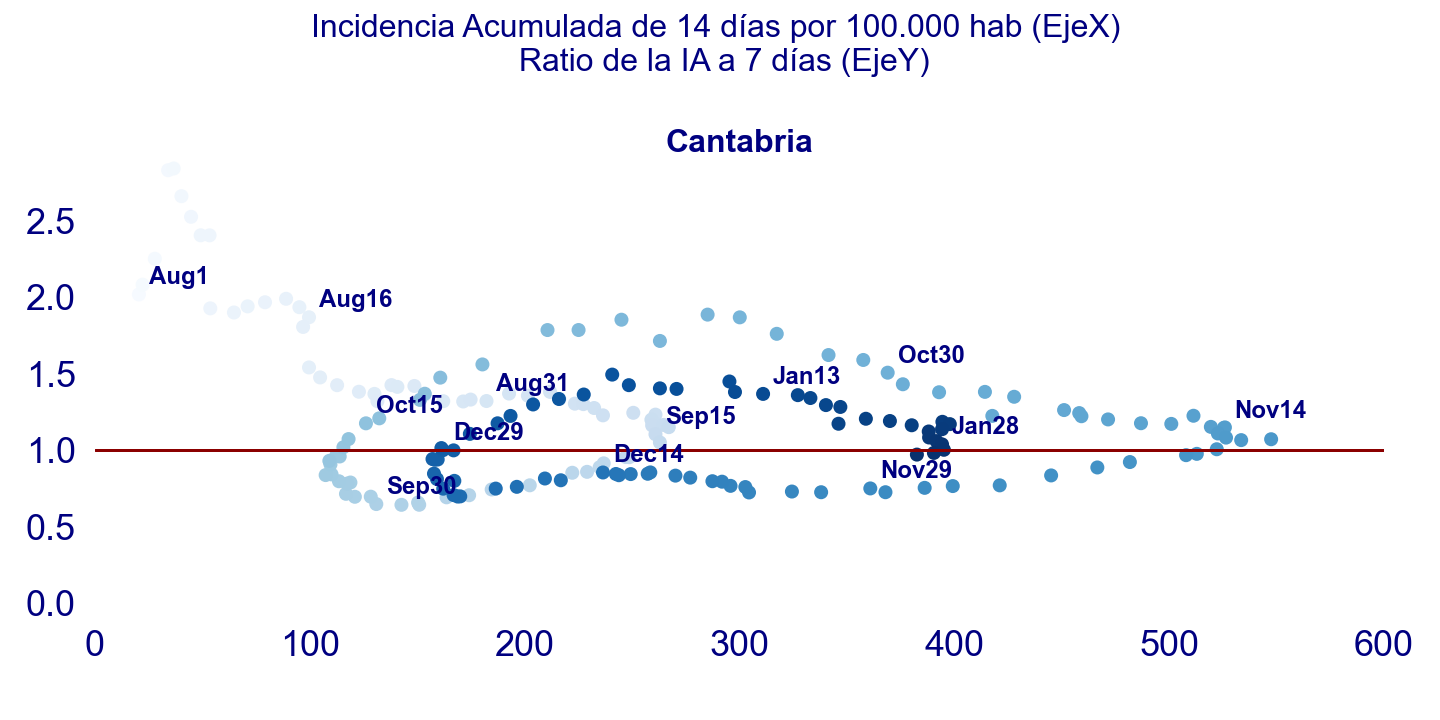 Incidencia Acumulada de 14 días por 100.000 hab (EjeX)
Ratio de la IA a 7 días (EjeY)
Cantabria
2.5
Aug1
2.0
Aug16
Oct30
1.5
Jan13
Aug31
Oct15
Sep15
Nov14
Dec29
Jan28
1.0
Dec14
Nov29
Sep30
0.5
0.0
0 100 200 300 400 500 600